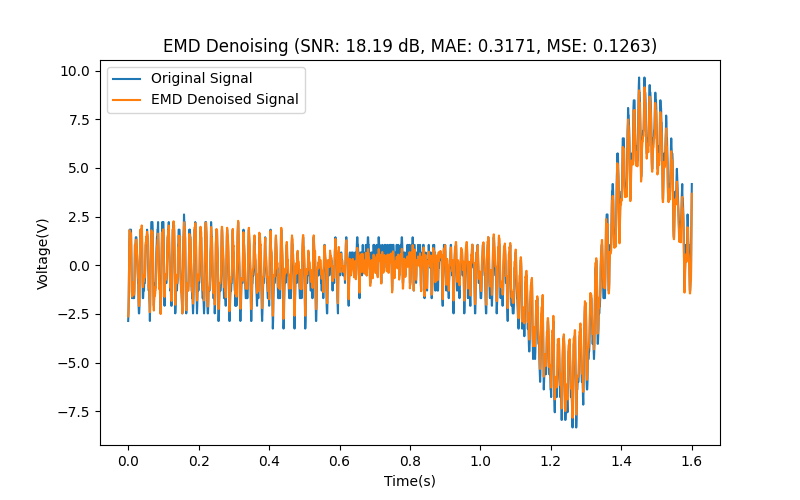 EMD Denoising (SNR: 18.19 dB, MAE: 0.3171, MSE: 0.1263)
Original Signal
EMD Denoised Signal
10.0
7.5
5.0
2.5
0.0
−2.5
−5.0
−7.5
Voltage(V)
0.0 0.2 0.4 0.6 0.8 1.0 1.2 1.4 1.6
Time(s)